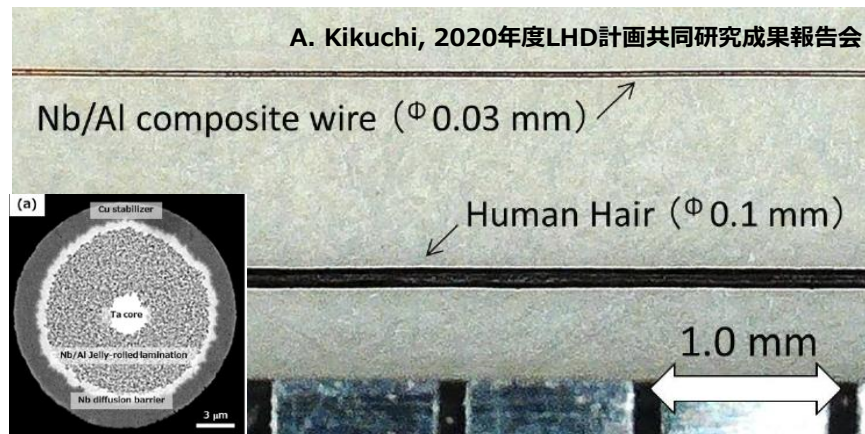 A. Kikuchi, 2020年度LHD計画共同研究成果報告会
Nb/Al composite wire (Φ0.03 mm)
Human Hair (Φ0.1 mm)
1.0 mm
(a)
Cu stabilizer
Ta core
Nb/Al Jelly-rolled lamination
Nb diffusion barrier
3 μm